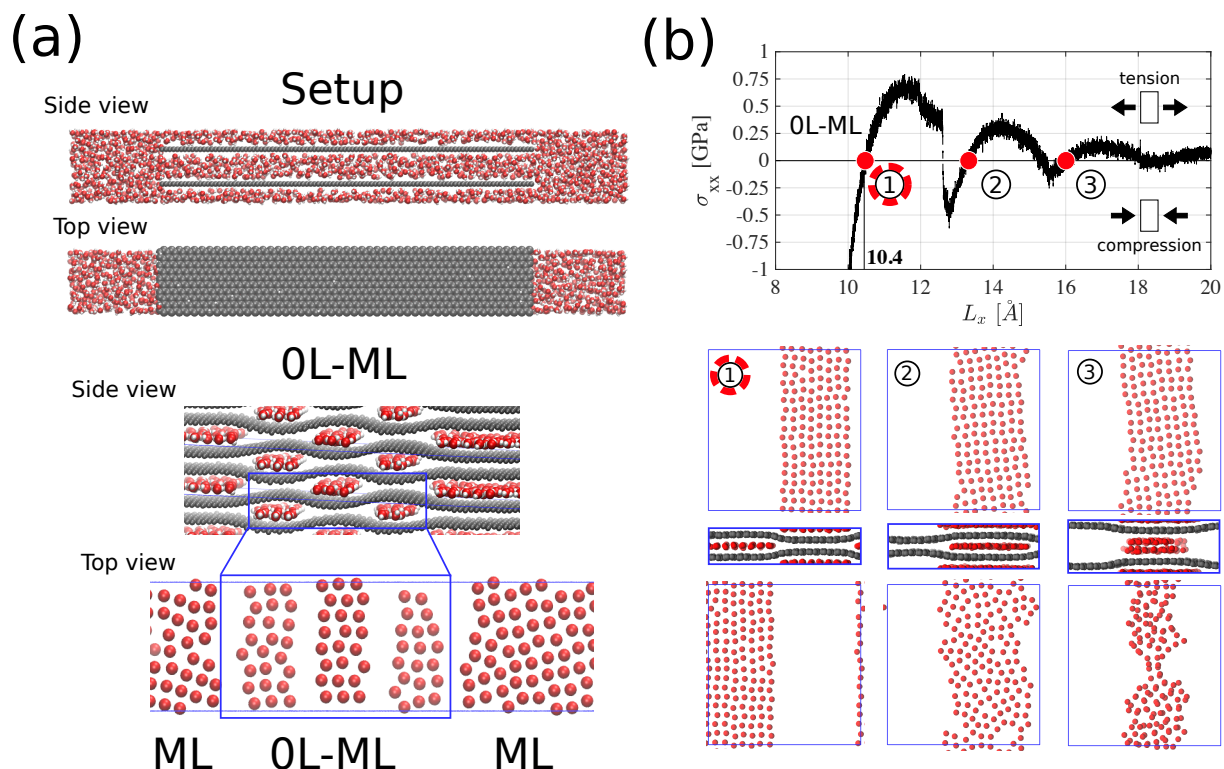 (a)
Setup
Side view
Top view
0L-ML
Side view
Top view
ML
0L-ML
ML
(b)
1
0.75
0.5
0.25
0
-0.25
-0.5
-0.75
-1
σxx [GPa]
0L-ML
tension
compression
①
②
③
10.4
8
10
12
14
16
18
20
Lx [Å]
①
②
③